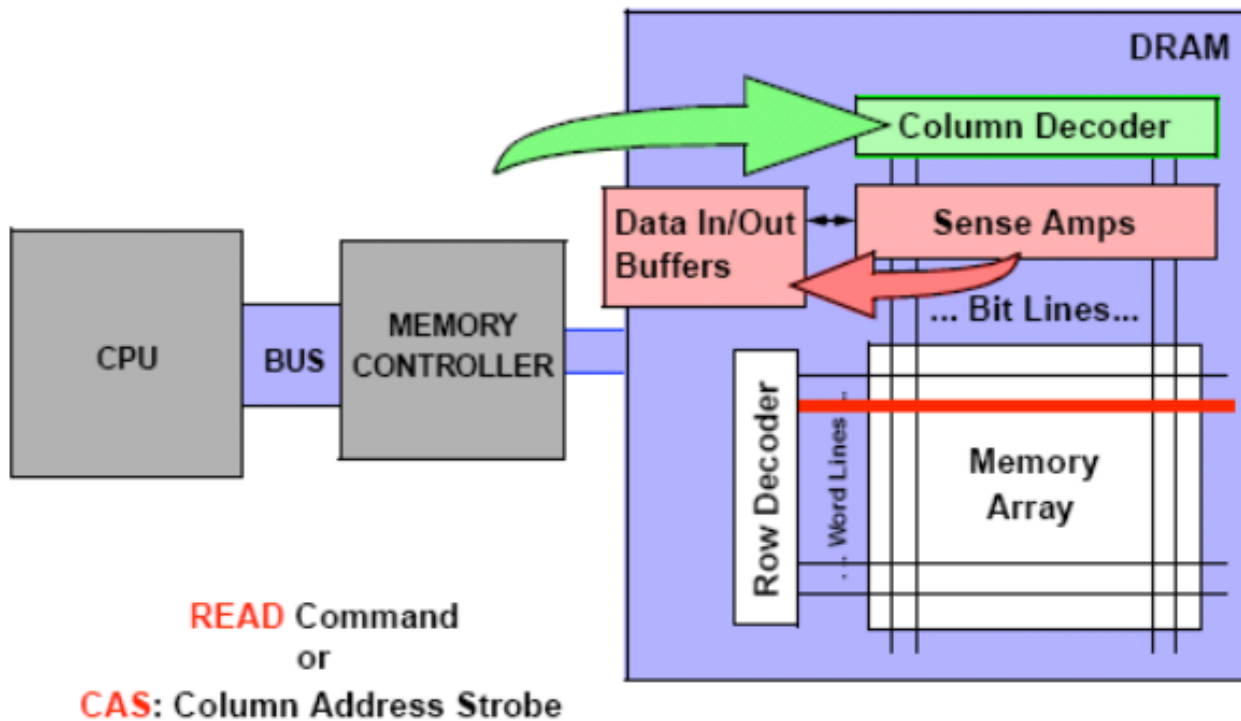 DRAM
Column Decoder
Data In/Out
Buffers
Sense Amps
... Bit Lines...
CPU
BUS
MEMORY
CONTROLLER
Row Decoder
... Word Lines ...
Memory
Array
READ Command
or
CAS: Column Address Strobe